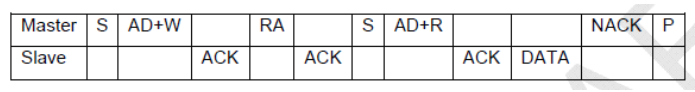 Master S AD+W RA S AD+R NACK P
Slave ACK ACK ACK DATA